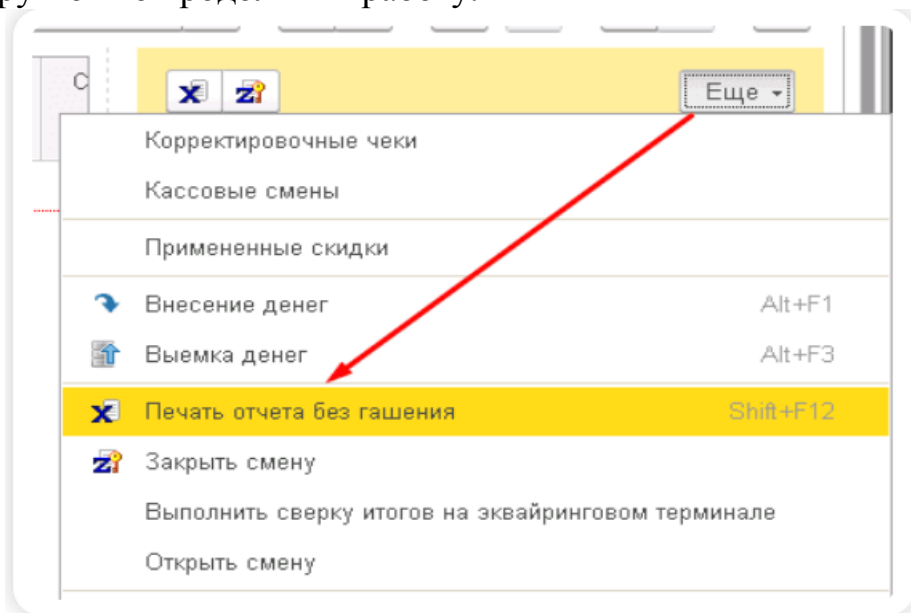 С
Еще
Корректировочные чеки
Кассовые смены
Примененные скидки
Внесение денег Alt+F1
Выемка денег Alt+F3
Печать отчета без гашения Shift+F12
Закрыть смену
Выполнить сверку итогов на эквайринговом терминале
Открыть смену